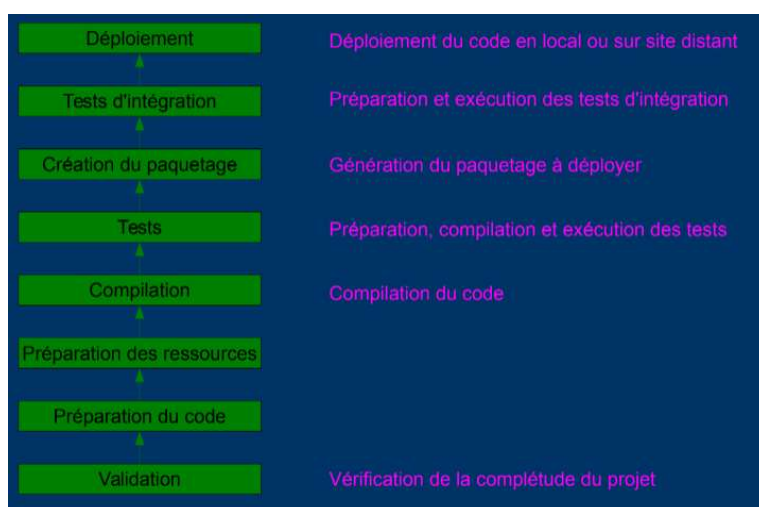 Déploiement
Déploiement du code en local ou sur site distant
Tests d'intégration
Préparation et exécution des tests d'intégration
Création du paquetage
Génération du paquetage à déployer
Tests
Préparation, compilation et exécution des tests
Compilation
Compilation du code
Préparation des ressources
Préparation du code
Validation
Vérification de la complétude du projet